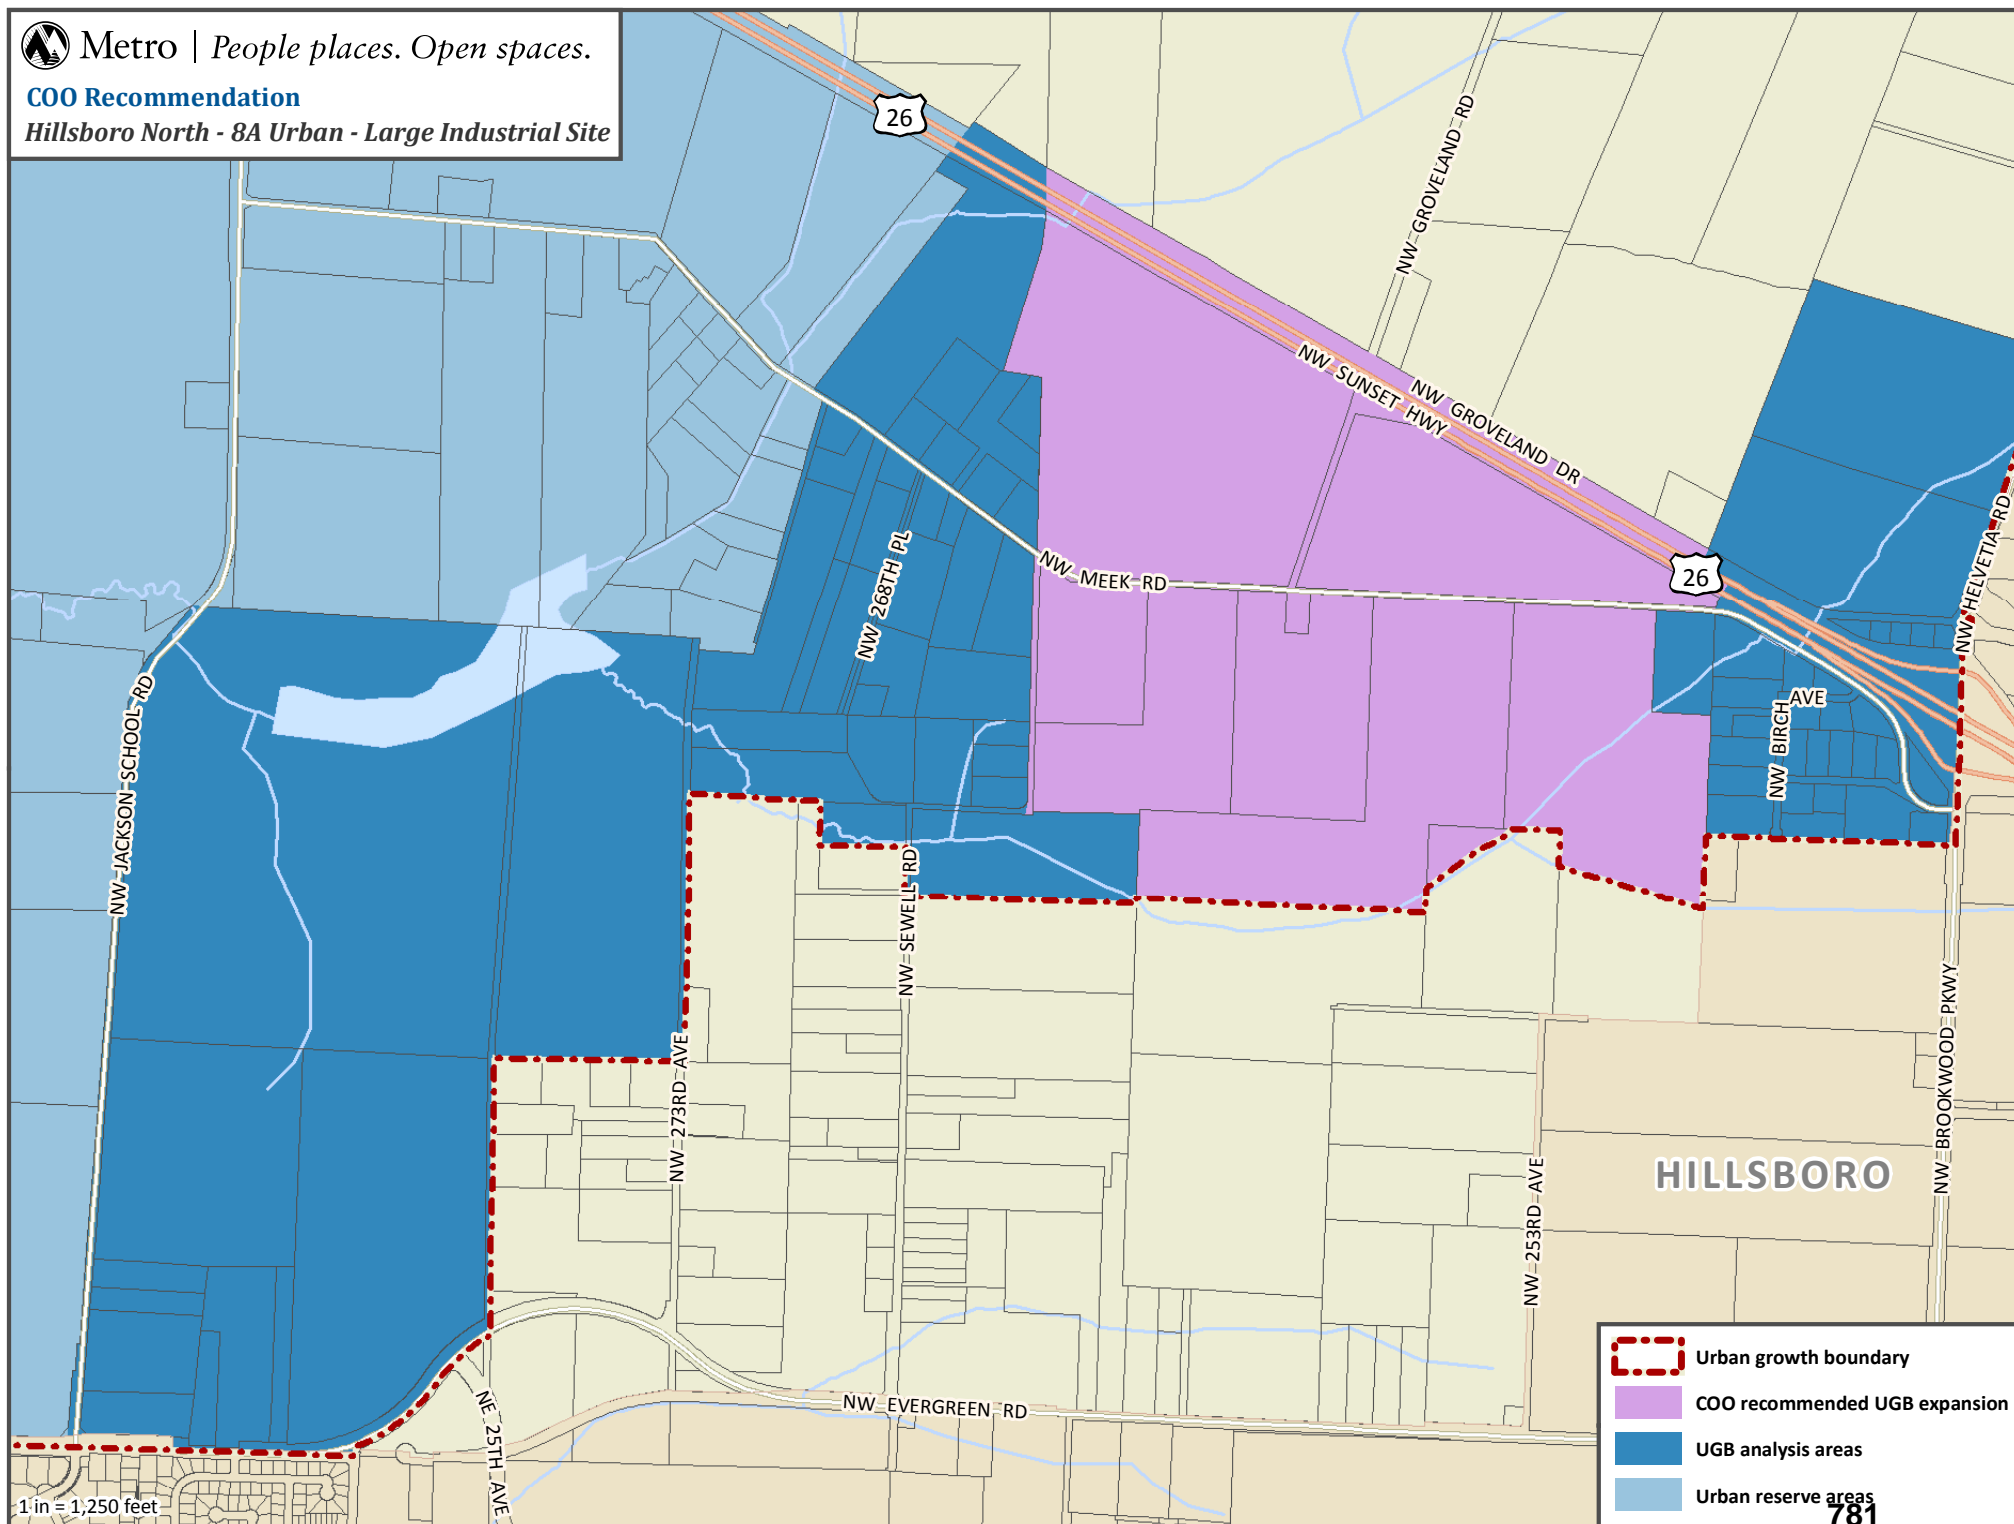 Metro | People places. Open spaces.
COO Recommendation
Hillsboro North - 8A Urban - Large Industrial Site
26
NW GROVELAND RD
NW SUNSET HWY
NW GROVELAND DR
26
NW HELVETIA RD
NW MEEK RD
NW 268TH PL
NW JACKSON SCHOOL RD
AVE
NW BIRCH
NW SEWELL RD
NW 273RD AVE
NW BROOKWOOD PKWY
HILLSBORO
NW 253RD AVE
NW EVERGREEN RD
NE 25TH AVE
Urban growth boundary
COO recommended UGB expansion
UGB analysis areas
Urban reserve areas
1 in = 1,250 feet
781